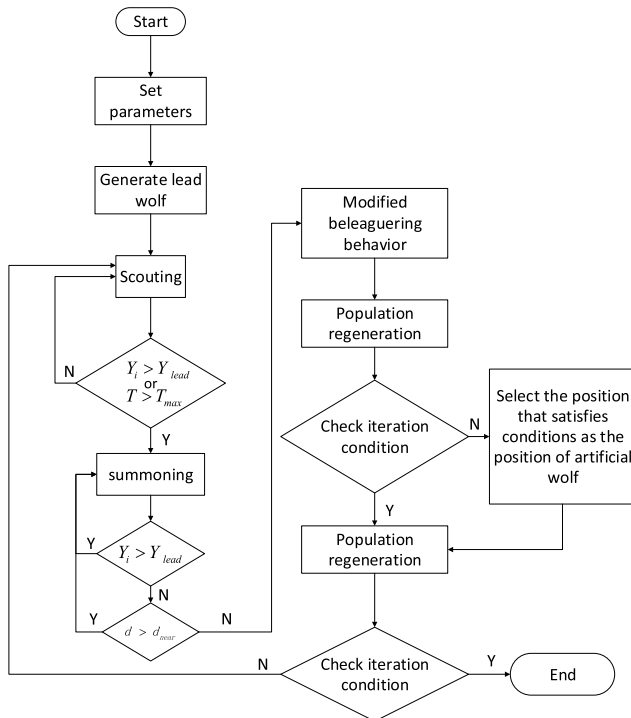 Start
Set
parameters
Generate lead
wolf
Scouting
N
Y_i > Y_lead
or
T > T_max
Y
summoning
Y
Y_i > Y_lead
N
Y
d > d_near
N
Modified
beleaguering
behavior
Population
regeneration
Check iteration
condition
N
Select the position
that satisfies
conditions as the
position of artificial
wolf
Y
Population
regeneration
N
Check iteration
condition
Y
End